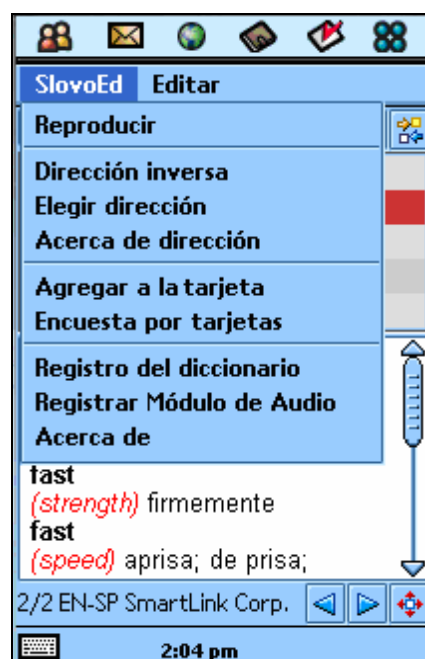 SlovoEd Editar
Reproducir
Dirección inversa
Elegir dirección
Acerca de dirección
Agregar a la tarjeta
Encuesta por tarjetas
Registro del diccionario
Registrar Módulo de Audio
Acerca de
fast
(strength) firmemente
fast
(speed) aprisa; de prisa;
2/2 EN-SP SmartLink Corp.
2:04 pm